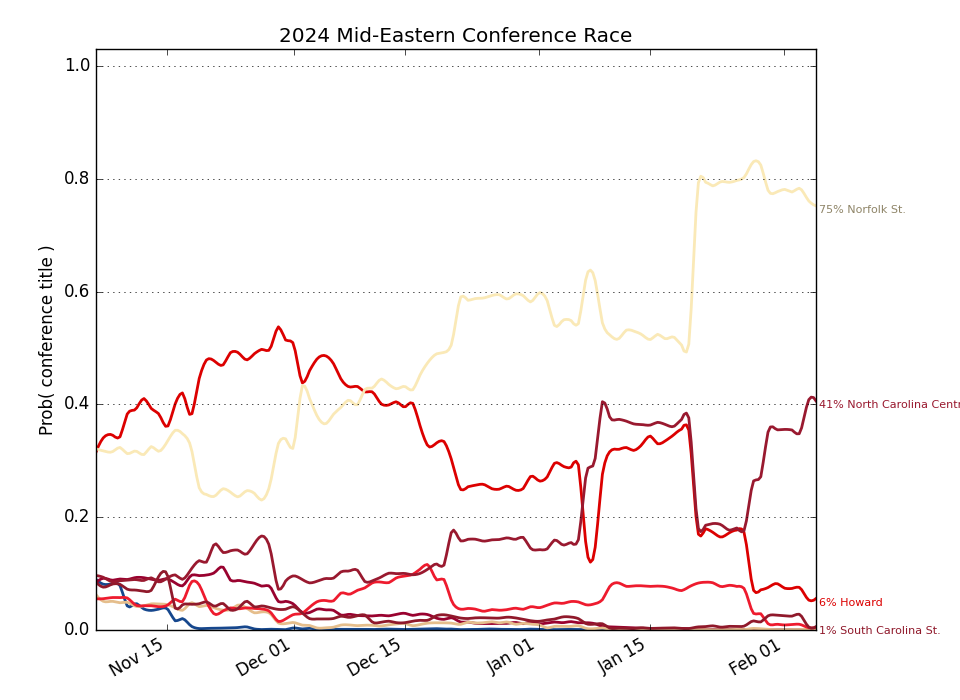 2024 Mid-Eastern Conference Race
Prob( conference title )
1.0
0.8
0.6
0.4
0.2
0.0
75% Norfolk St.
41% North Carolina Centr
6% Howard
1% South Carolina St.
Nov 15
Dec 01
Dec 15
Jan 01
Jan 15
Feb 01